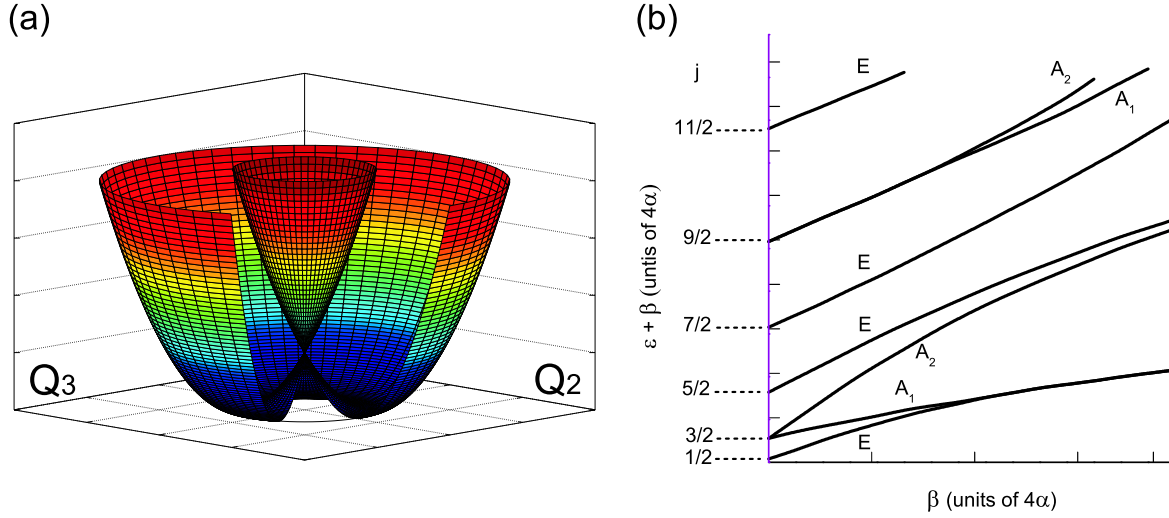 (a)
Q3
Q2
(b)
j
11/2
9/2
7/2
5/2
3/2
1/2
E
A2
A1
E
E
A2
A1
E
ε + β (untis of 4α)
β (units of 4α)